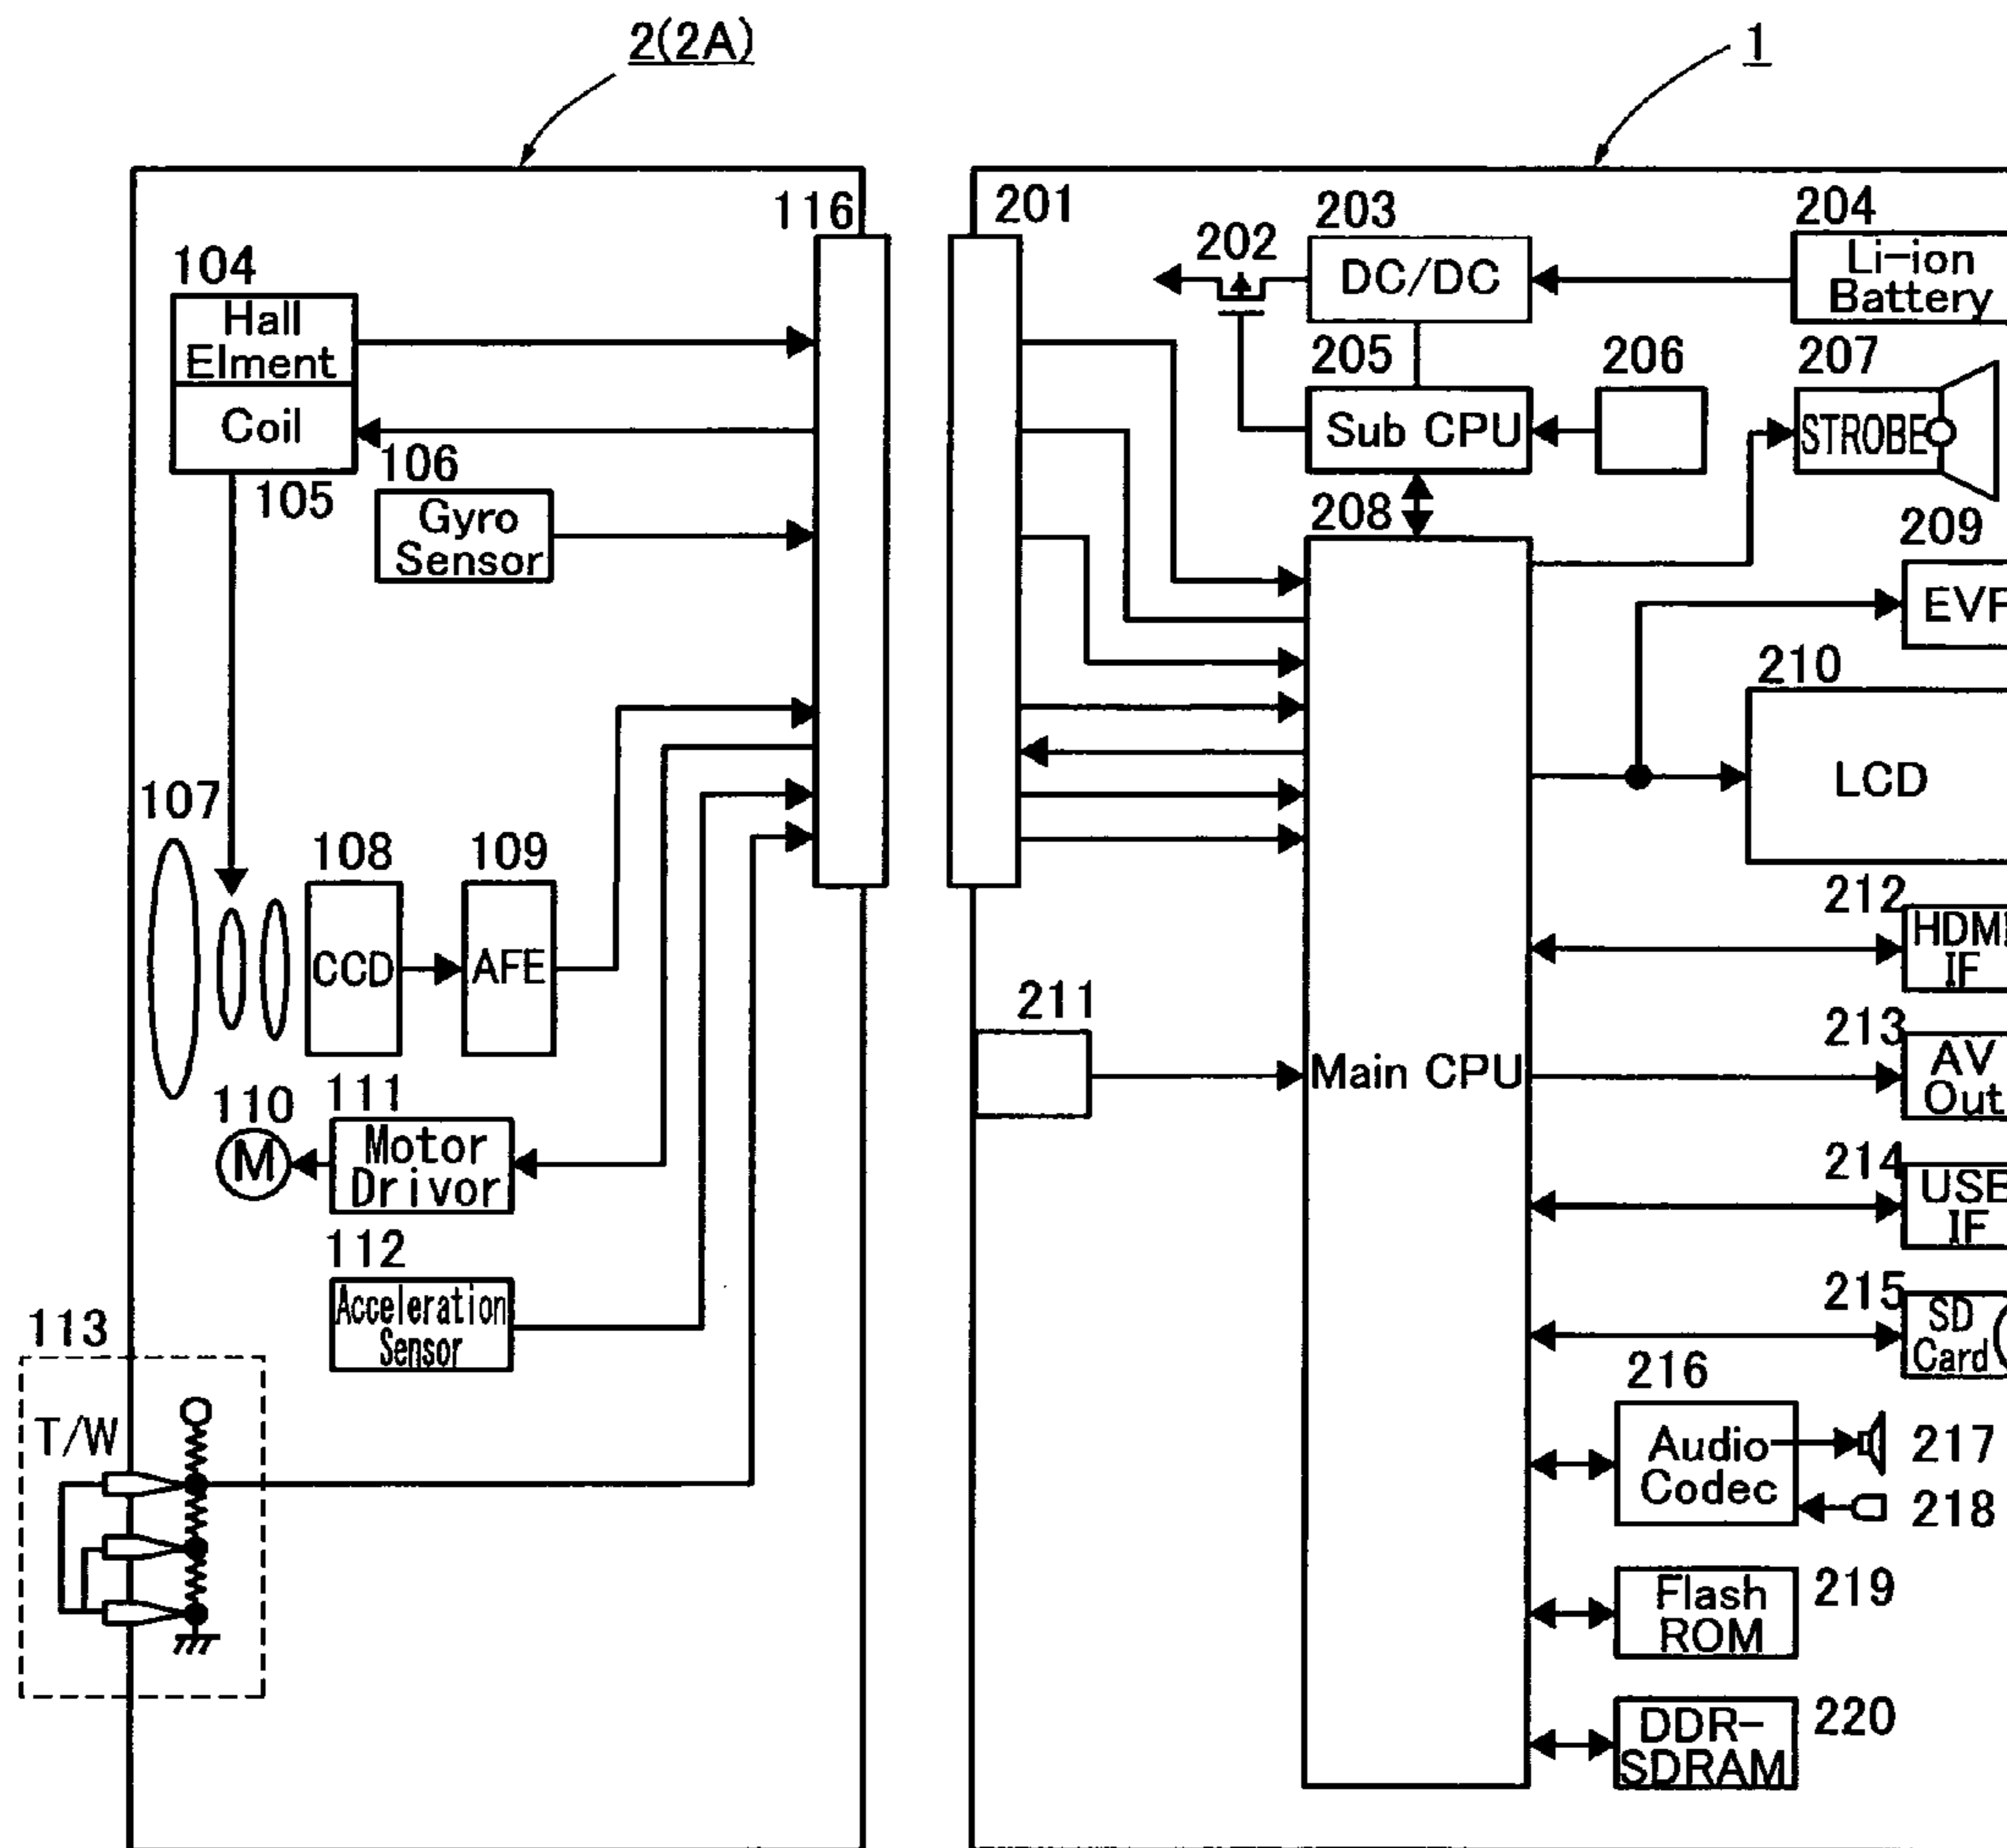 2(2A)
1
116
201
203
204
202
DC/DC
Li-ion
Battery
104
Hall
Elment
Coil
205
206
207
Sub CPU
STROBE
106
105
Gyro
Sensor
208
209
EVF
210
LCD
107
108
109
CCD
AFE
212
HDMI
IF
211
213
Main CPU
AV
Out
110
111
M
Motor
Drivor
214
IF
112
Acceleration
Sensor
215
SD
Card
113
T/W
216
Audio
Codec
217
218
Flash
ROM
219
DDR-
SDRAM
220